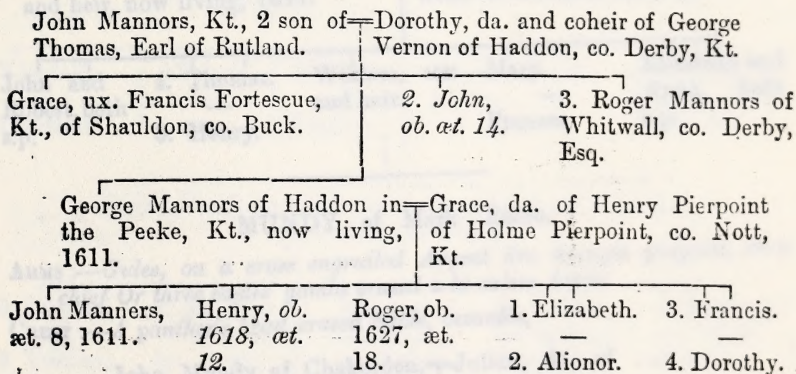 John Mannors, Kt., 2 son of
Thomas, Earl of Rutland.
Dorothy, da. and coheir of George
Vernon of Haddon, co. Derby, Kt.
Grace, ux. Francis Fortescue,
Kt., of Shauldon, co. Buck.
2. John,
ob. æt. 14.
3. Roger Mannors of
Whitwall, co. Derby,
Esq.
George Mannors of Haddon in
the Peeke, Kt., now living,
1611.
Grace, da. of Henry Pierpoint
of Holme Pierpoint, co. Nott,
Kt.
John Manners,
æt. 8, 1611.
Henry, ob.
1618, æt.
12.
Roger, ob.
1627, æt.
18.
1. Elizabeth.
—
2. Alionor.
3. Francis.
—
4. Dorothy.